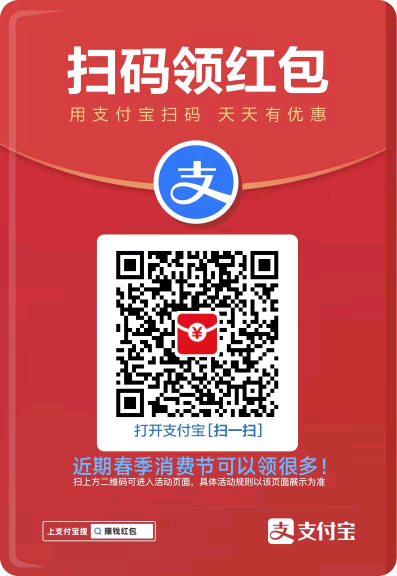 扫码领红包
用支付宝扫码 天天有优惠
支
¥
打开支付宝[扫一扫]
近期春季消费节可以领很多！
扫上方二维码可进入活动页面，具体活动规则以该页面展示为准
上支付宝搜 赚钱红包
支 支付宝